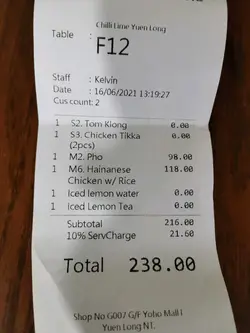 Chilli Lime Yuen Long
Table : F12
Staff : Kelvin
Date : 16/06/2021 13:19:27
Cus count: 2
1 S2. Tom Klong 0.00
1 S3. Chicken Tikka 0.00
(2pcs)
1 M2. Pho 98.00
1 M6. Hainanese 118.00
Chicken w/ Rice
1 Iced lemon water 0.00
1 Iced Lemon Tea 0.00
Subtotal 216.00
10% ServCharge 21.60
Total 238.00
Shop No G007 G/F Yoho Mall I
Yuen Long N.T.